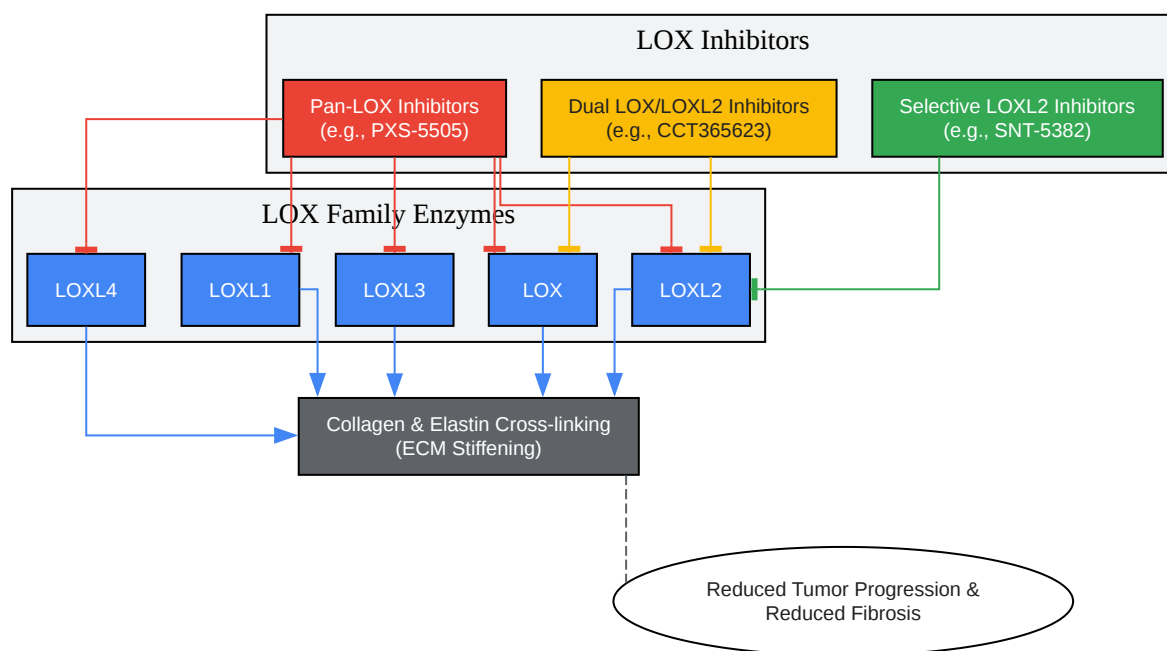 LOX Inhibitors
Pan-LOX Inhibitors
(e.g., PXS-5505)
Dual LOX/LOXL2 Inhibitors
(e.g., CCT365623)
Selective LOXL2 Inhibitors
(e.g., SNT-5382)
LOX Family Enzymes
LOXL4
LOXL1
LOXL3
LOX
LOXL2
Collagen & Elastin Cross-linking
(ECM Stiffening)
Reduced Tumor Progression &
Reduced Fibrosis